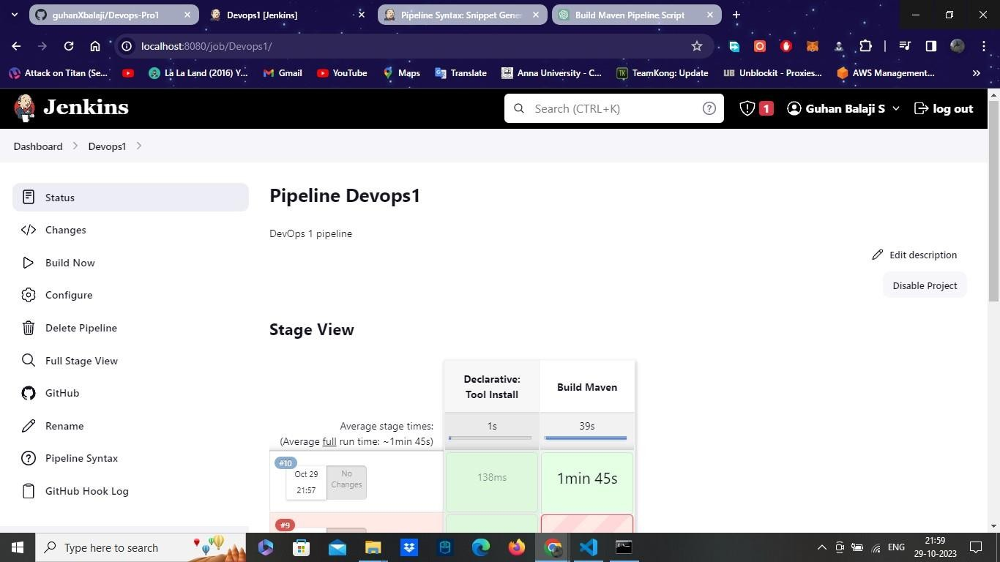 guhanXbalaji/Devops-Pro1
Devops1 [Jenkins]
Pipeline Syntax: Snippet Gener
Build Maven Pipeline Script
localhost:8080/job/Devops1/
Attack on Titan (Se...
La La Land (2016) Y...
Gmail
YouTube
Maps
Translate
Anna University - C...
TK
TeamKong: Update
UB
Unblockit - Proxies...
AWS Management...
Jenkins
Search (CTRL+K)
1
Guhan Balaji S
log out
Dashboard
Devops1
Status
Changes
Build Now
Configure
Delete Pipeline
Full Stage View
GitHub
Rename
Pipeline Syntax
GitHub Hook Log
Pipeline Devops1
DevOps 1 pipeline
Edit description
Disable Project
Stage View
Declarative:
Tool Install
Build Maven
Average stage times:
(Average full run time: ~1min 45s)
1s
39s
#10
Oct 29
21:57
No
Changes
138ms
1min 45s
#9
Type here to search
ENG
21:59
29-10-2023